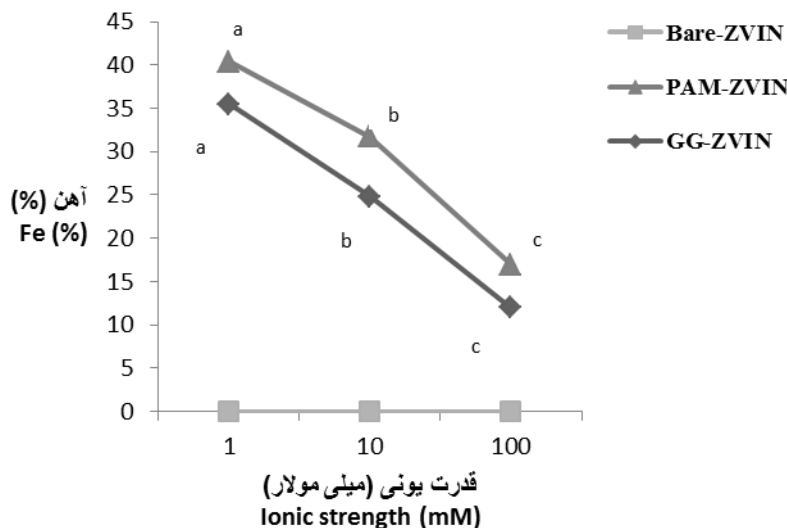 45
40
35
30
25
20
15
10
5
0
آهن (%)
Fe (%)
a
b
c
a
b
c
1 10 100
قدرت یونی (میلی مولار)
Ionic strength (mM)
Bare-ZVIN
PAM-ZVIN
GG-ZVIN